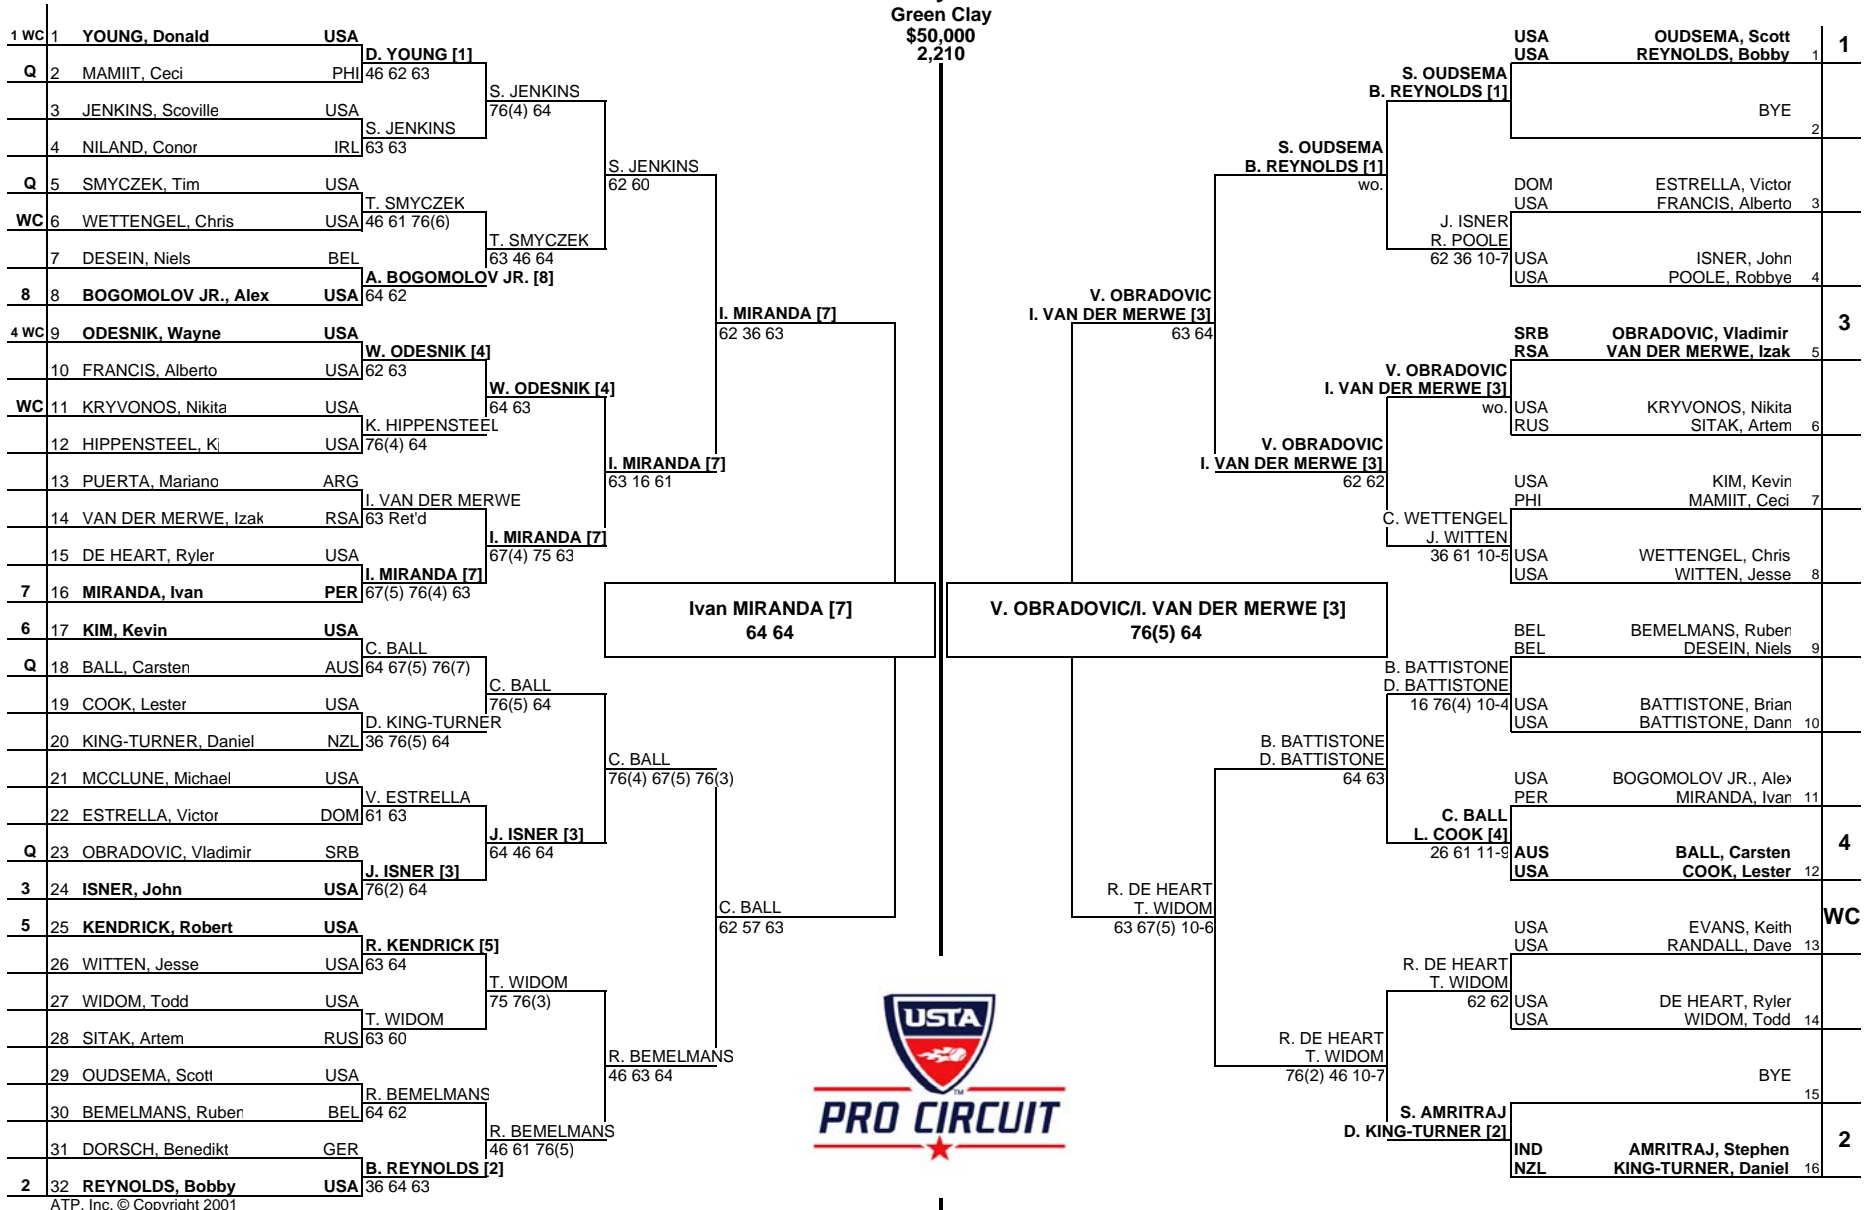 Green Clay
$50,000
2,210
1 WC 1 YOUNG, Donald USA
D. YOUNG [1]
Q 2 MAMIIT, Ceci PHI 46 62 63
S. JENKINS
3 JENKINS, Scoville USA 76(4) 64
S. JENKINS
4 NILAND, Conor IRL 63 63
S. JENKINS
Q 5 SMYCZEK, Tim USA 62 60
T. SMYCZEK
WC 6 WETTENGEL, Chris USA 46 61 76(6)
T. SMYCZEK
7 DESEIN, Niels BEL 63 46 64
A. BOGOMOLOV JR. [8]
8 8 BOGOMOLOV JR., Alex USA 64 62
I. MIRANDA [7]
4 WC 9 ODESNIK, Wayne USA 62 36 63
W. ODESNIK [4]
10 FRANCIS, Alberto USA 62 63
W. ODESNIK [4]
WC 11 KRYVONOS, Nikita USA 64 63
K. HIPPENSTEEL
12 HIPPENSTEEL, Kj USA 76(4) 64
I. MIRANDA [7]
13 PUERTA, Mariano ARG 63 16 61
I. VAN DER MERWE
14 VAN DER MERWE, Izak RSA 63 Ret'd
I. MIRANDA [7]
15 DE HEART, Ryler USA 67(4) 75 63
I. MIRANDA [7]
7 16 MIRANDA, Ivan PER 67(5) 76(4) 63
Ivan MIRANDA [7]
64 64
6 17 KIM, Kevin USA
C. BALL
Q 18 BALL, Carsten AUS 64 67(5) 76(7)
C. BALL
19 COOK, Lester USA 76(5) 64
D. KING-TURNER
20 KING-TURNER, Daniel NZL 36 76(5) 64
C. BALL
21 MCCLUNE, Michael USA 76(4) 67(5) 76(3)
V. ESTRELLA
22 ESTRELLA, Victor DOM 61 63
J. ISNER [3]
Q 23 OBRADOVIC, Vladimir SRB 64 46 64
J. ISNER [3]
3 24 ISNER, John USA 76(2) 64
C. BALL
5 25 KENDRICK, Robert USA 62 57 63
R. KENDRICK [5]
26 WITTEN, Jesse USA 63 64
T. WIDOM
27 WIDOM, Todd USA 75 76(3)
T. WIDOM
28 SITAK, Artem RUS 63 60
R. BEMELMANS
29 OUDSEMA, Scott USA 46 63 64
R. BEMELMANS
30 BEMELMANS, Ruben BEL 64 62
R. BEMELMANS
31 DORSCH, Benedikt GER 46 61 76(5)
B. REYNOLDS [2]
2 32 REYNOLDS, Bobby USA 36 64 63
ATP, Inc. © Copyright 2001
USA OUDSEMA, Scott 1
USA REYNOLDS, Bobby 1
S. OUDSEMA
B. REYNOLDS [1]
BYE
2
S. OUDSEMA
B. REYNOLDS [1]
wo.
DOM ESTRELLA, Victor
USA FRANCIS, Alberto 3
J. ISNER
R. POOLE
62 36 10-7
USA ISNER, John
USA POOLE, Robbye 4
V. OBRADOVIC
I. VAN DER MERWE [3]
63 64
SRB OBRADOVIC, Vladimir 3
RSA VAN DER MERWE, Izak 5
V. OBRADOVIC
I. VAN DER MERWE [3]
wo.
USA KRYVONOS, Nikita
RUS SITAK, Artem 6
V. OBRADOVIC
I. VAN DER MERWE [3]
62 62
USA KIM, Kevin
PHI MAMIIT, Ceci 7
C. WETTENGEL
J. WITTEN
36 61 10-5
USA WETTENGEL, Chris
USA WITTEN, Jesse 8
V. OBRADOVIC/I. VAN DER MERWE [3]
76(5) 64
BEL BEMELMANS, Ruben
BEL DESEIN, Niels 9
B. BATTISTONE
D. BATTISTONE
16 76(4) 10-4
USA BATTISTONE, Brian
USA BATTISTONE, Dann 10
B. BATTISTONE
D. BATTISTONE
64 63
USA BOGOMOLOV JR., Alex
PER MIRANDA, Ivan 11
C. BALL
L. COOK [4]
26 61 11-9
AUS BALL, Carsten 4
USA COOK, Lester 12
R. DE HEART
T. WIDOM
63 67(5) 10-6
WC
USA EVANS, Keith
USA RANDALL, Dave 13
R. DE HEART
T. WIDOM
62 62
USA DE HEART, Ryler
USA WIDOM, Todd 14
R. DE HEART
T. WIDOM
76(2) 46 10-7
BYE
15
S. AMRITRAJ
D. KING-TURNER [2]
IND AMRITRAJ, Stephen 2
NZL KING-TURNER, Daniel 16
USTA
TM
PRO CIRCUIT